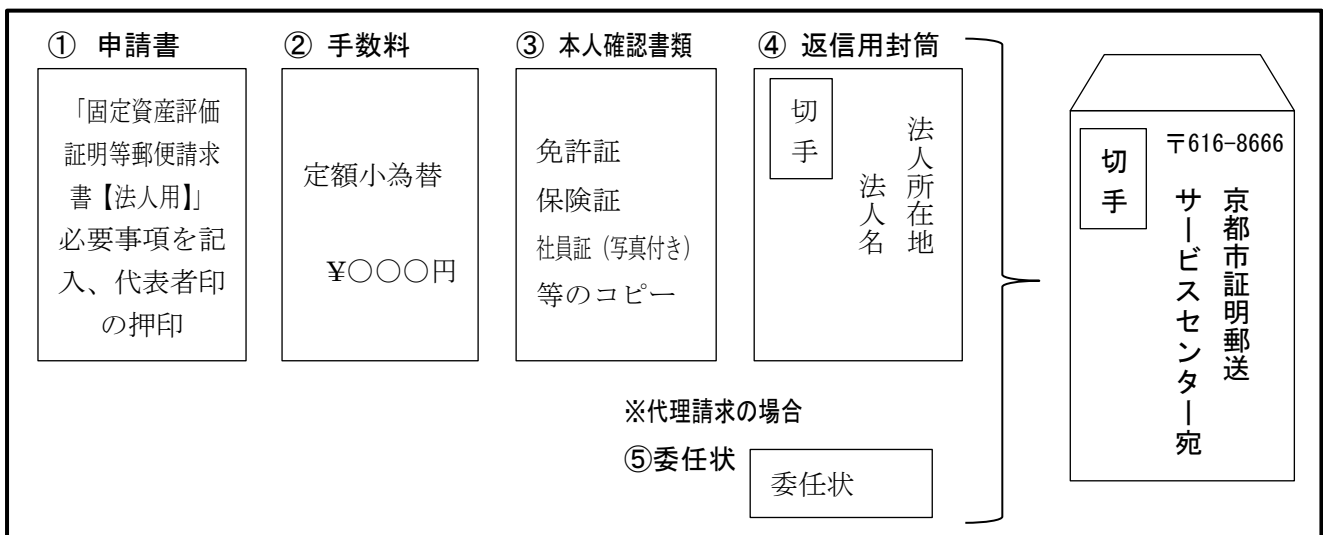 ① 申請書
「固定資産評価
証明等郵便請求
書【法人用】」
必要事項を記
入、代表者印
の押印
② 手数料
定額小為替
¥〇〇〇円
③ 本人確認書類
免許証
保険証
社員証（写真付き）
等のコピー
④ 返信用封筒
切手
法人所在地
法人名
※代理請求の場合
⑤委任状
委任状
切手
〒616−8666
京都市証明郵送
サービスセンター宛